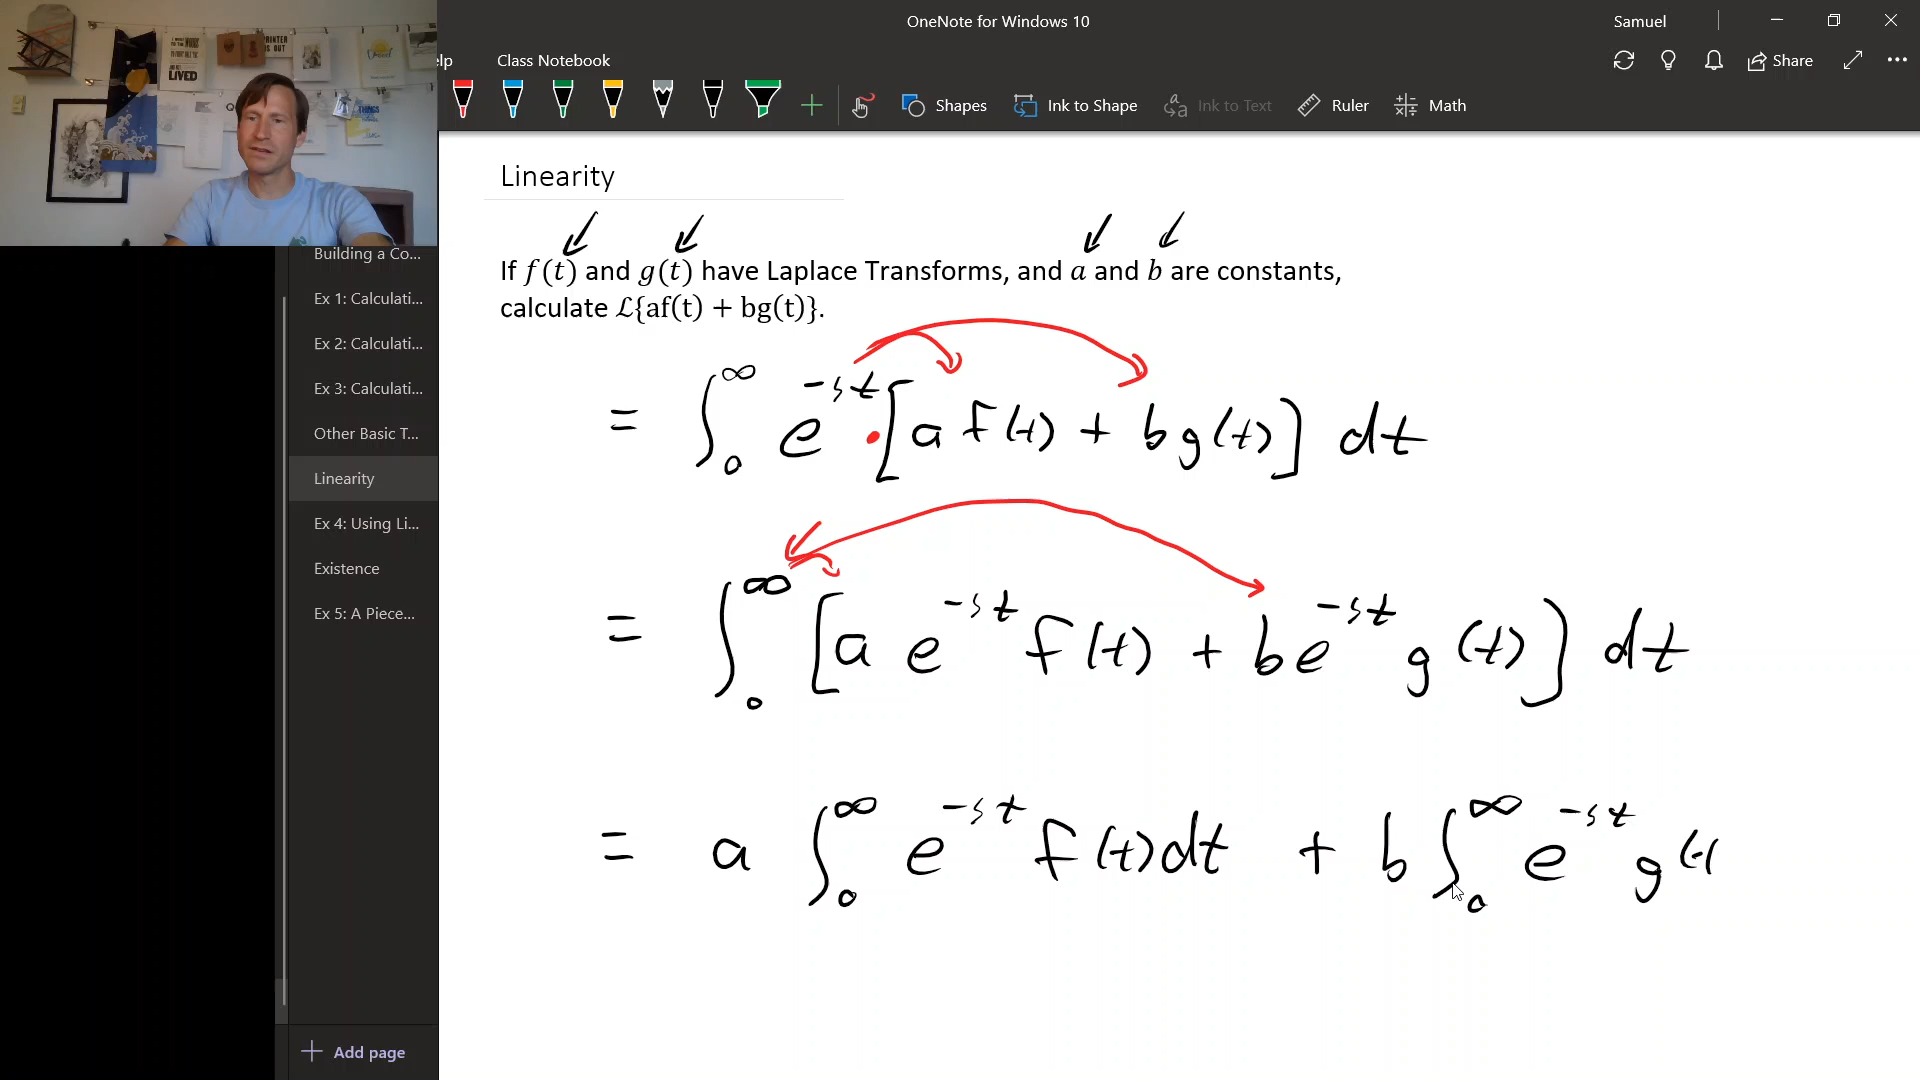 OneNote for Windows 10
Samuel
elp
Class Notebook
Share
Shapes
Ink to Shape
Ink to Text
Ruler
Math
LIVED
Linearity
If f(t) and g(t) have Laplace Transforms, and a and b are constants,
calculate ℒ{af(t) + bg(t)}.
= ∫₀^∞ e^{-st} · [a f(t) + b g(t)] dt
= ∫₀^∞ [a e^{-st} f(t) + b e^{-st} g(t)] dt
= a ∫₀^∞ e^{-st} f(t) dt + b ∫₀^∞ e^{-st} g(t
Building a Co...
Ex 1: Calculati...
Ex 2: Calculati...
Ex 3: Calculati...
Other Basic T...
Linearity
Ex 4: Using Li...
Existence
Ex 5: A Piece...
Add page